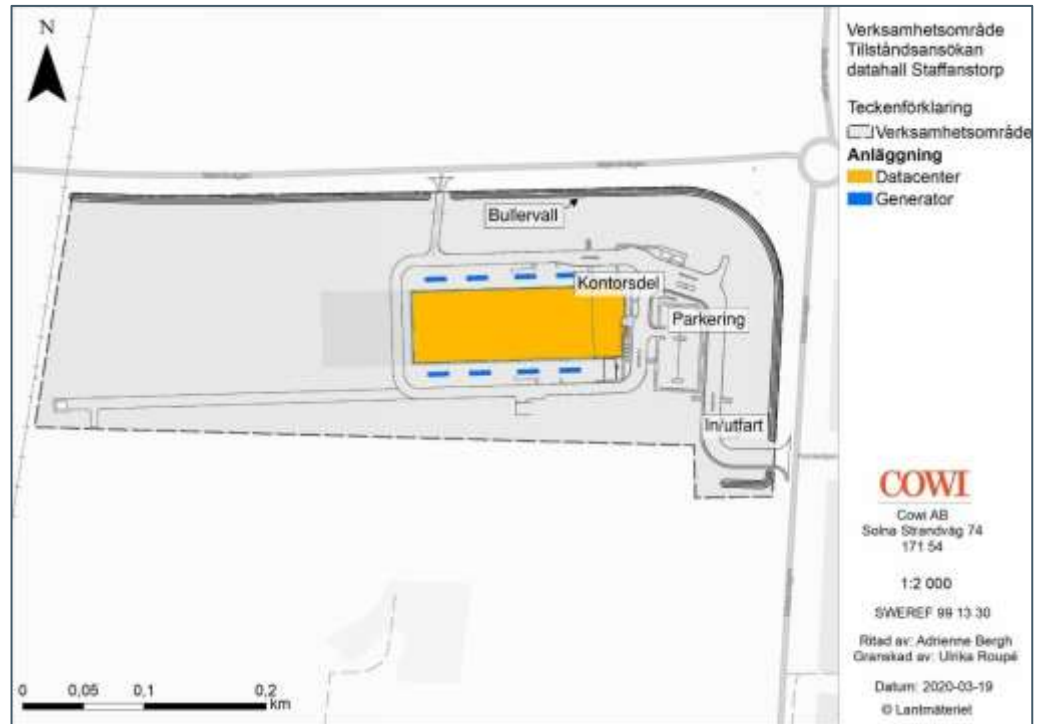 N
Verksamhetsområde
Tillståndsansökan
datahall Staffanstorp
Teckenförklaring
Verksamhetsområde
Anläggning
Datacenter
Generator
Bullervall
Kontorsdel
Parkering
In/utfart
COWI
Cowi AB
Solna Strandväg 74
171 54
1:2 000
SWEREF 99 13 30
Ritad av: Adrienne Bergh
Granskad av: Ulrika Roupé
Datum: 2020-03-19
© Lantmäteriet
0 0,05 0,1 0,2
km